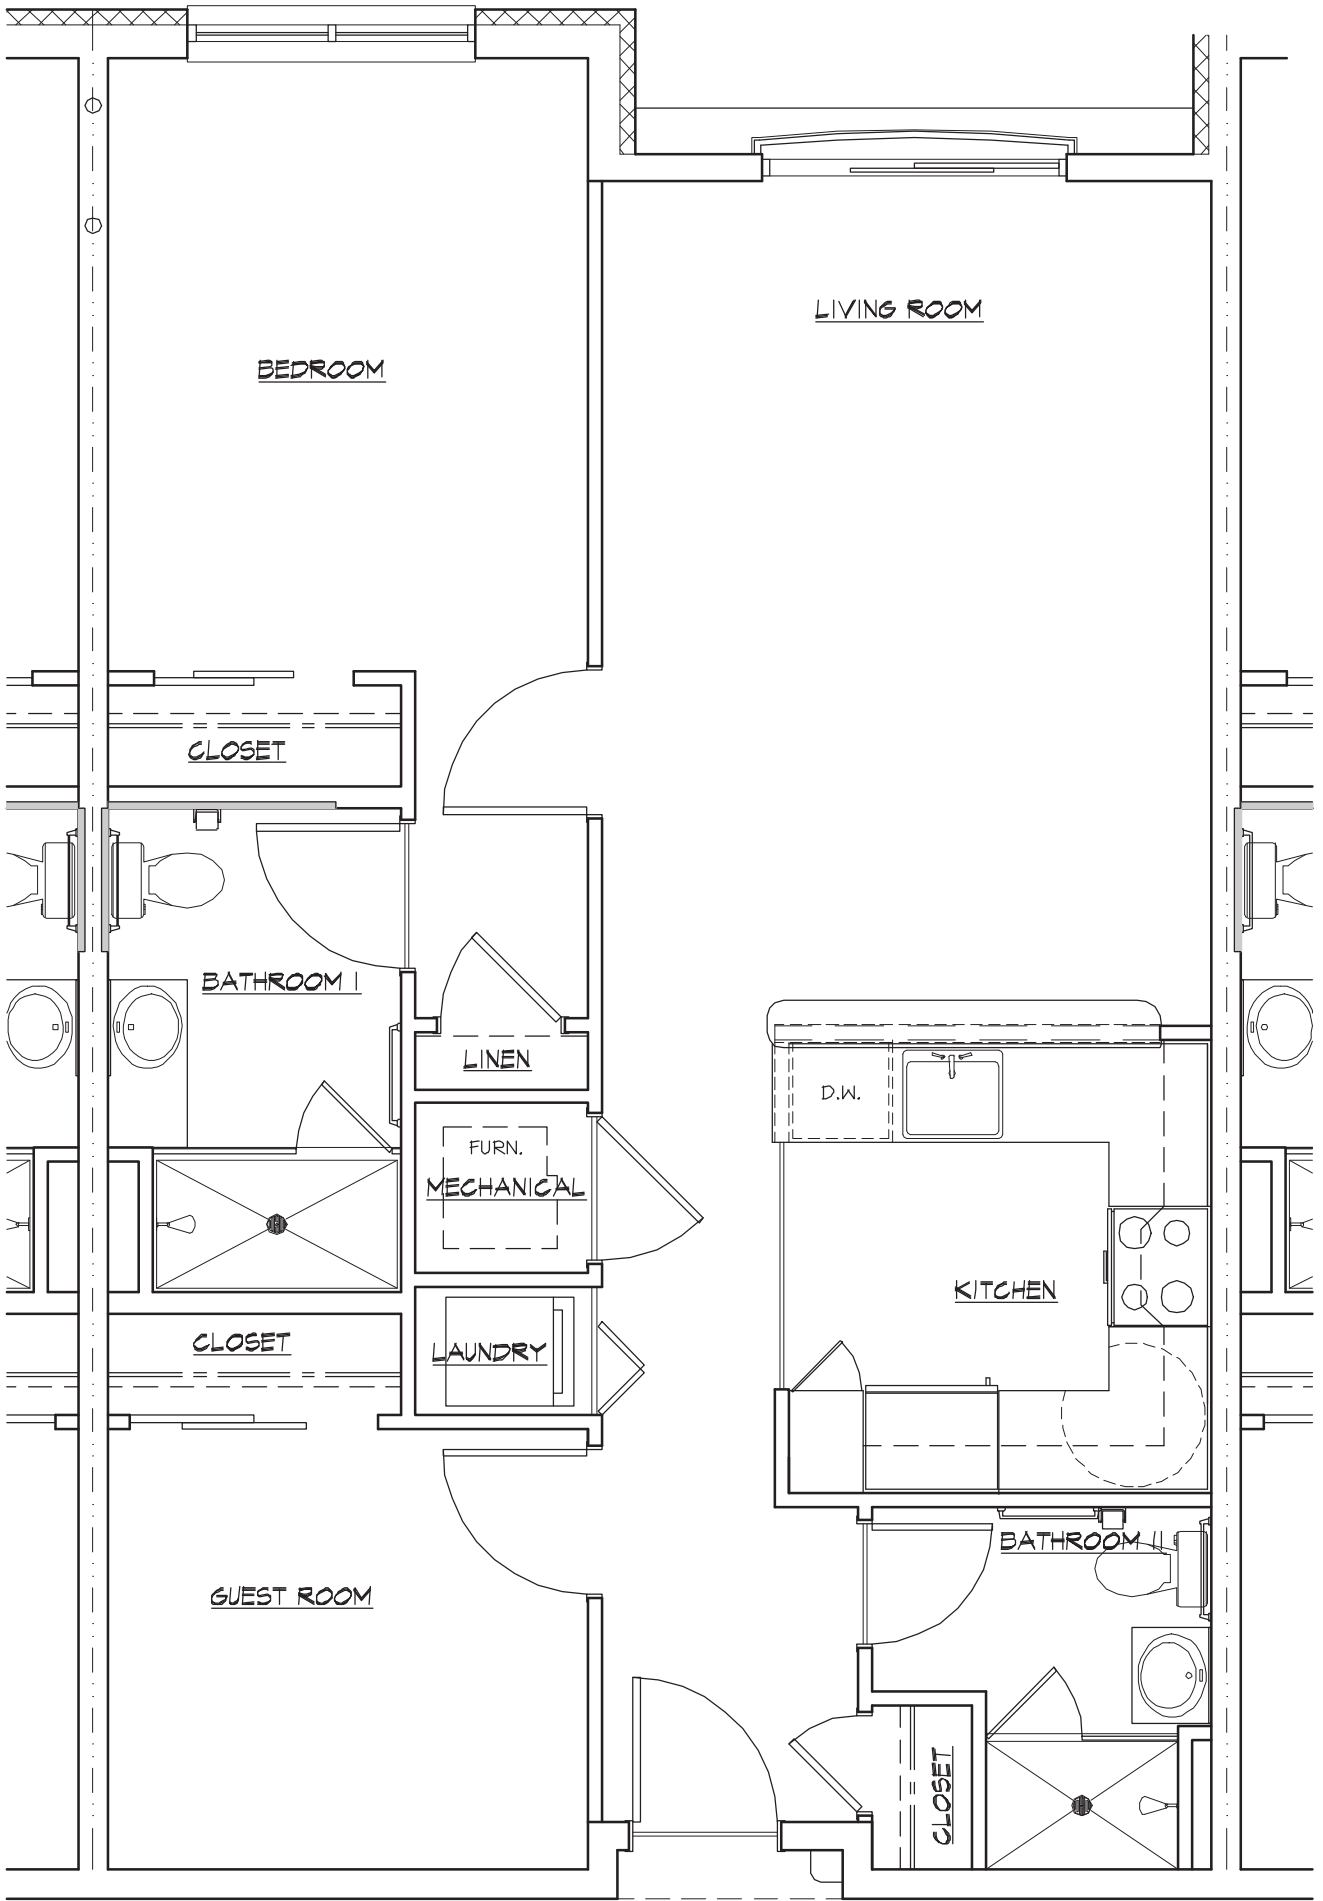 LIVING ROOM
BEDROOM
CLOSET
BATHROOM I
LINEN
D.W.
FURN.
MECHANICAL
KITCHEN
CLOSET
LAUNDRY
BATHROOM II
GUEST ROOM
CLOSET